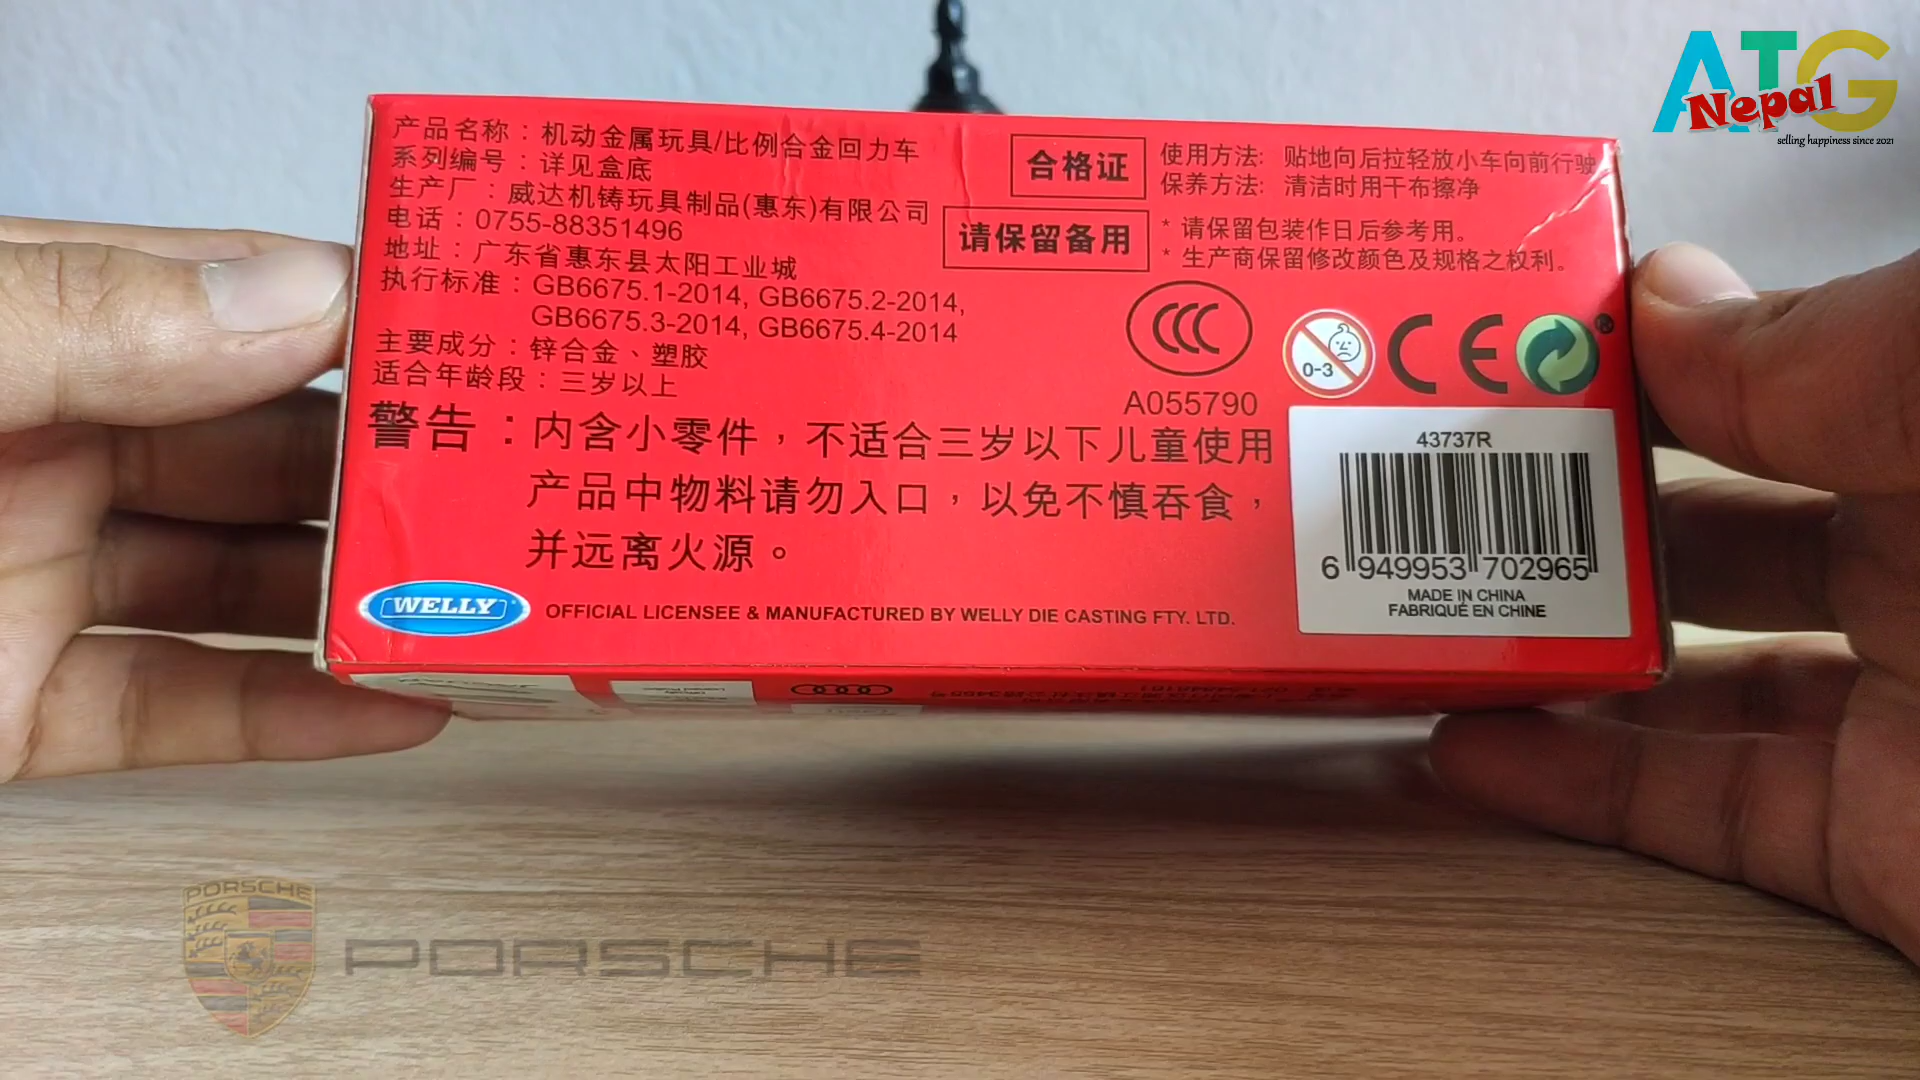 ATG
Nepal
selling happiness since 2021
产品名称：机动金属玩具/比例合金回力车
系列编号：详见盒底
生产厂：威达机铸玩具制品(惠东)有限公司
电话：0755-88351496
地址：广东省惠东县太阳工业城
执行标准：GB6675.1-2014, GB6675.2-2014,
GB6675.3-2014, GB6675.4-2014
主要成分：锌合金、塑胶
适合年龄段：三岁以上
合格证
请保留备用
使用方法: 贴地向后拉轻放小车向前行驶
保养方法: 清洁时用干布擦净
* 请保留包装作日后参考用。
* 生产商保留修改颜色及规格之权利。
CCC
A055790
0-3
CE
®
警告：内含小零件，不适合三岁以下儿童使用
产品中物料请勿入口，以免不慎吞食，
并远离火源。
43737R
6 949953 702965
MADE IN CHINA
FABRIQUÉ EN CHINE
WELLY
OFFICIAL LICENSEE & MANUFACTURED BY WELLY DIE CASTING FTY. LTD.
PORSCHE
PORSCHE